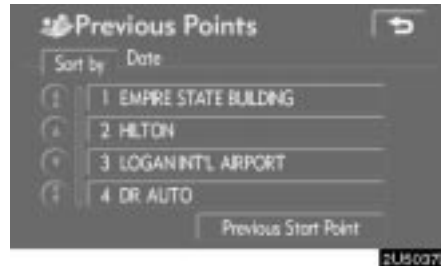 Previous Points
Sort by Date
1 EMPIRE STATE BUILDING
2 HILTON
3 LOGAN INT'L AIRPORT
4 DR AUTO
Previous Start Point
2U5037